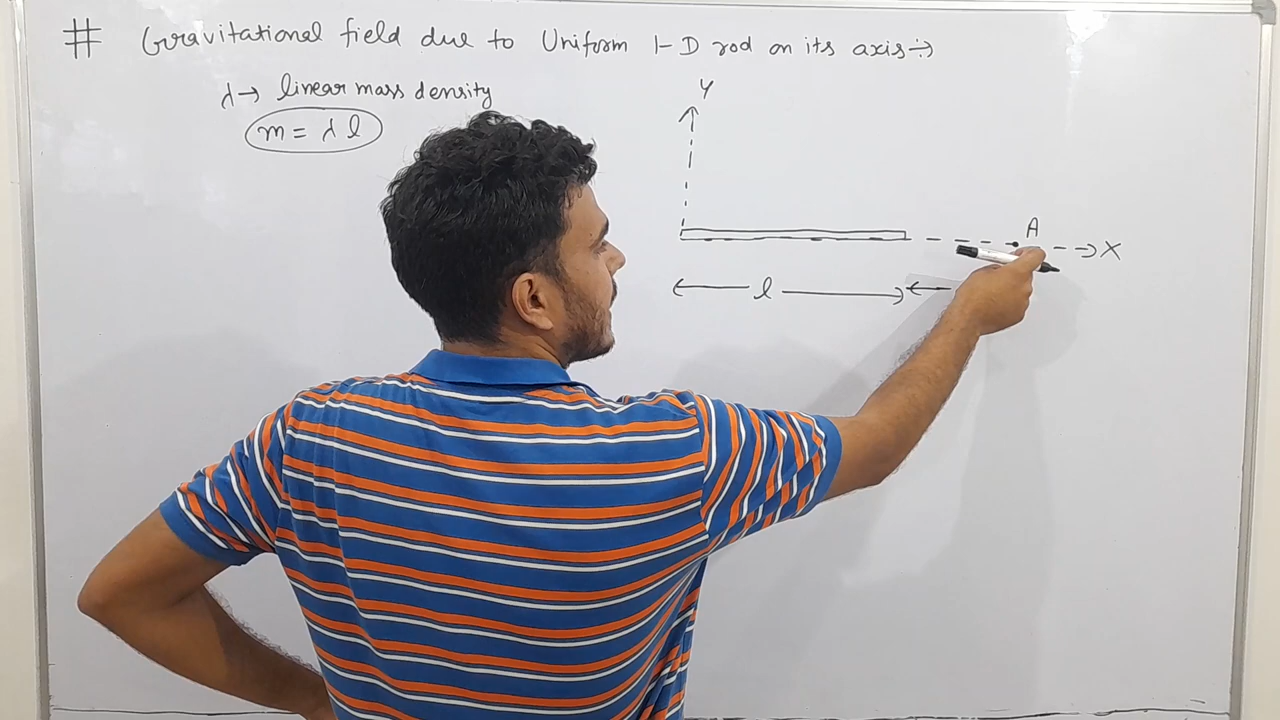 # Gravitational field due to Uniform 1-D rod on its axis :→
λ → linear mass density
m = λ l
Y
A
X
l